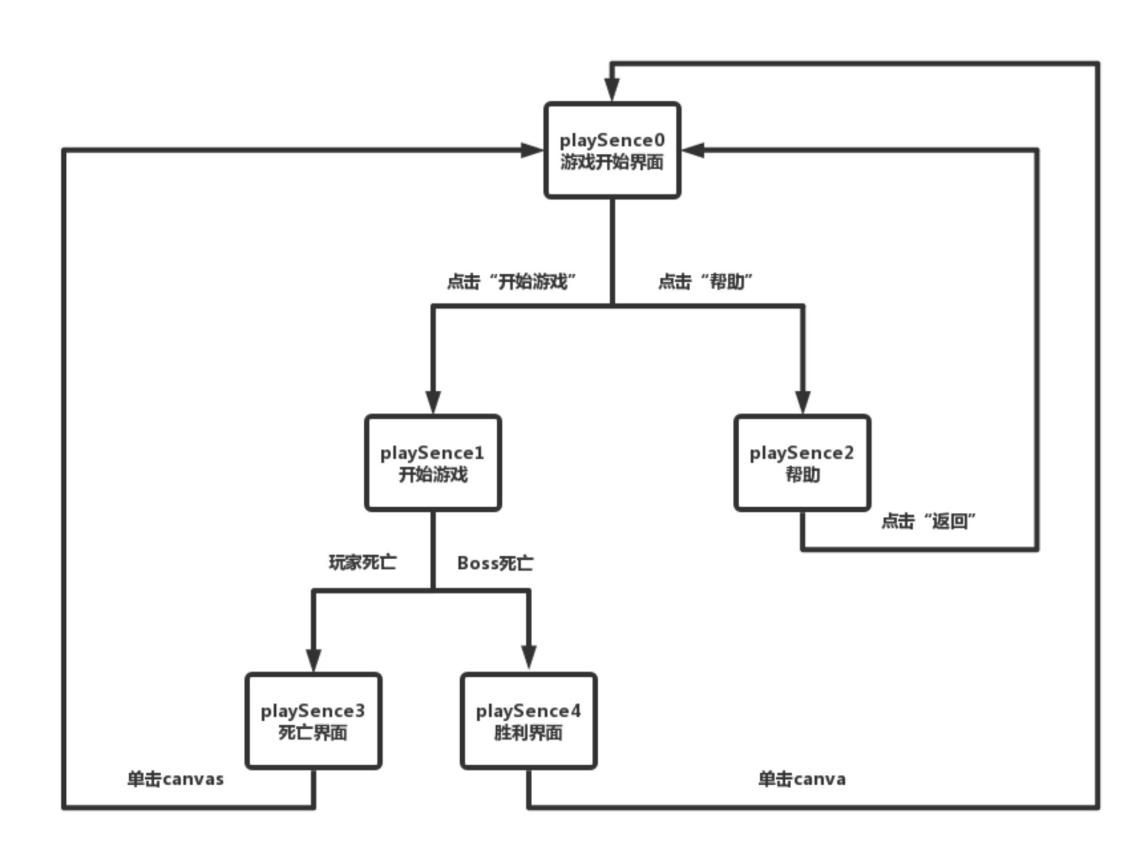 playSence0
游戏开始界面
点击“开始游戏”
点击“帮助”
playSence1
开始游戏
playSence2
帮助
点击“返回”
玩家死亡
Boss死亡
playSence3
死亡界面
playSence4
胜利界面
单击canvas
单击canva